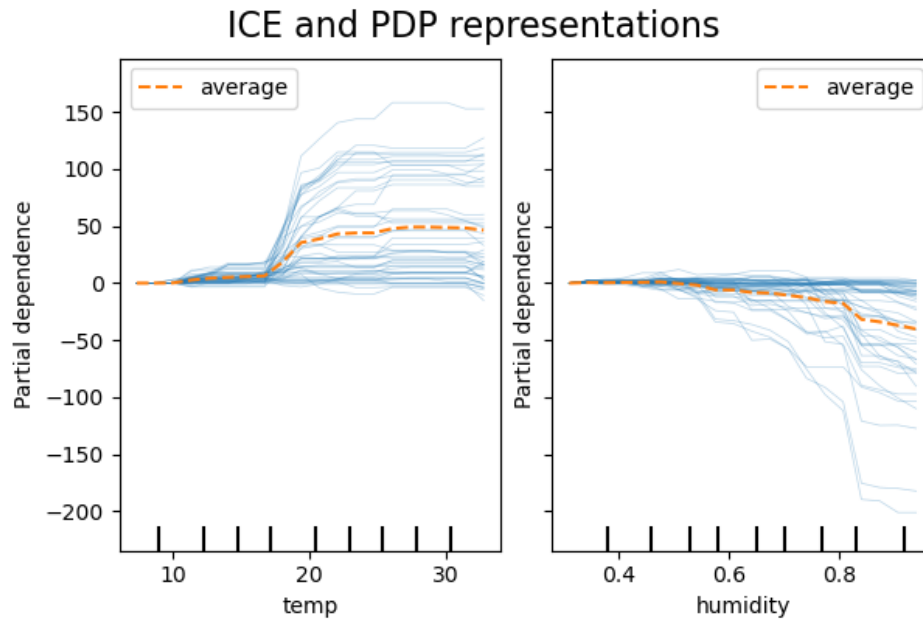 ICE and PDP representations
average
average
Partial dependence
150
100
50
0
−50
−100
−150
−200
10
20
30
temp
Partial dependence
0.4
0.6
0.8
humidity